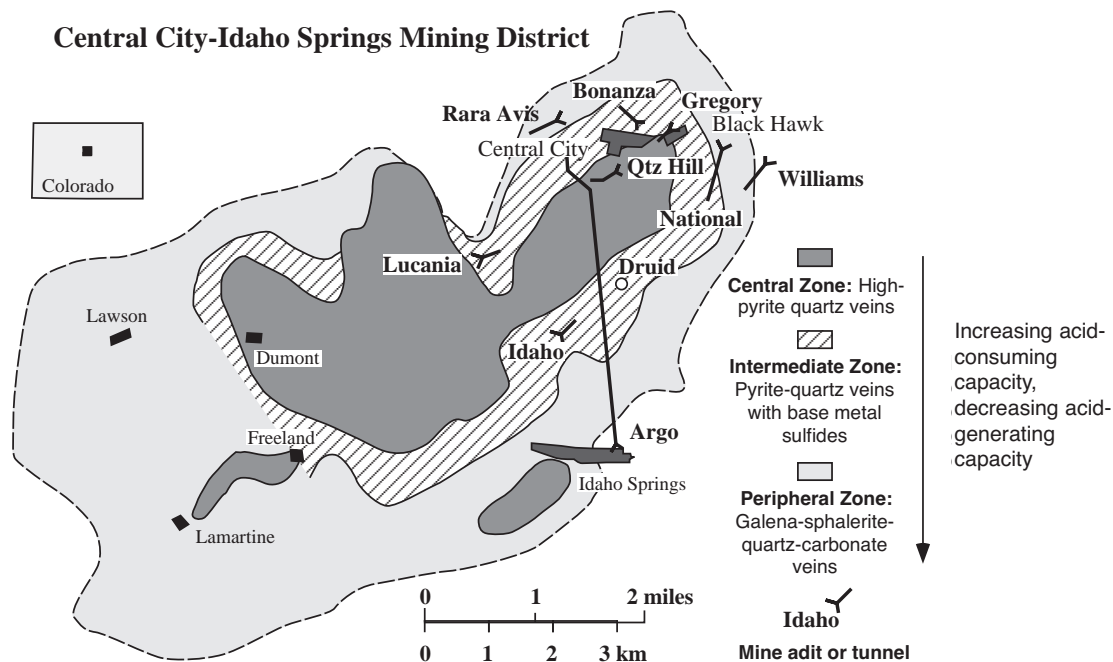 Central City-Idaho Springs Mining District
Colorado
Rara Avis
Bonanza
Gregory
Black Hawk
Central City
Qtz Hill
Williams
National
Lucania
Druid
Lawson
Dumont
Idaho
Freeland
Argo
Idaho Springs
Lamartine
Central Zone: High-
pyrite quartz veins
Intermediate Zone:
Pyrite-quartz veins
with base metal
sulfides
Peripheral Zone:
Galena-sphalerite-
quartz-carbonate
veins
Increasing acid-
consuming
capacity,
decreasing acid-
generating
capacity
Idaho
Mine adit or tunnel
0 1 2 miles
0 1 2 3 km